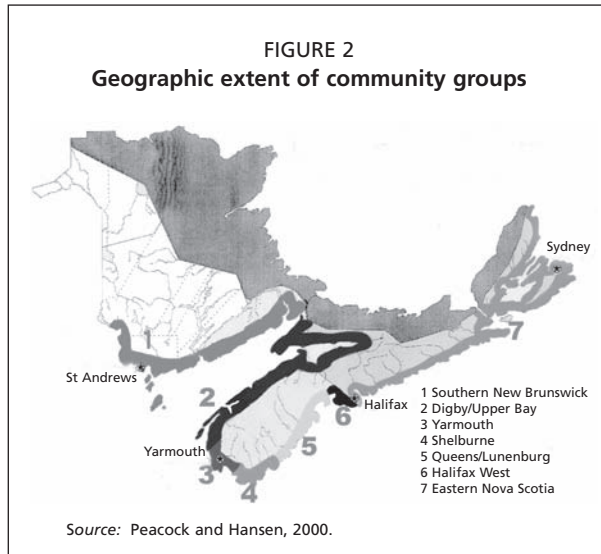 FIGURE 2
Geographic extent of community groups
Sydney
1
7
St Andrews
2
Halifax
6
1 Southern New Brunswick
2 Digby/Upper Bay
Yarmouth
5
3 Yarmouth
3
4 Shelburne
4
5 Queens/Lunenburg
6 Halifax West
7 Eastern Nova Scotia
Source: Peacock and Hansen, 2000.